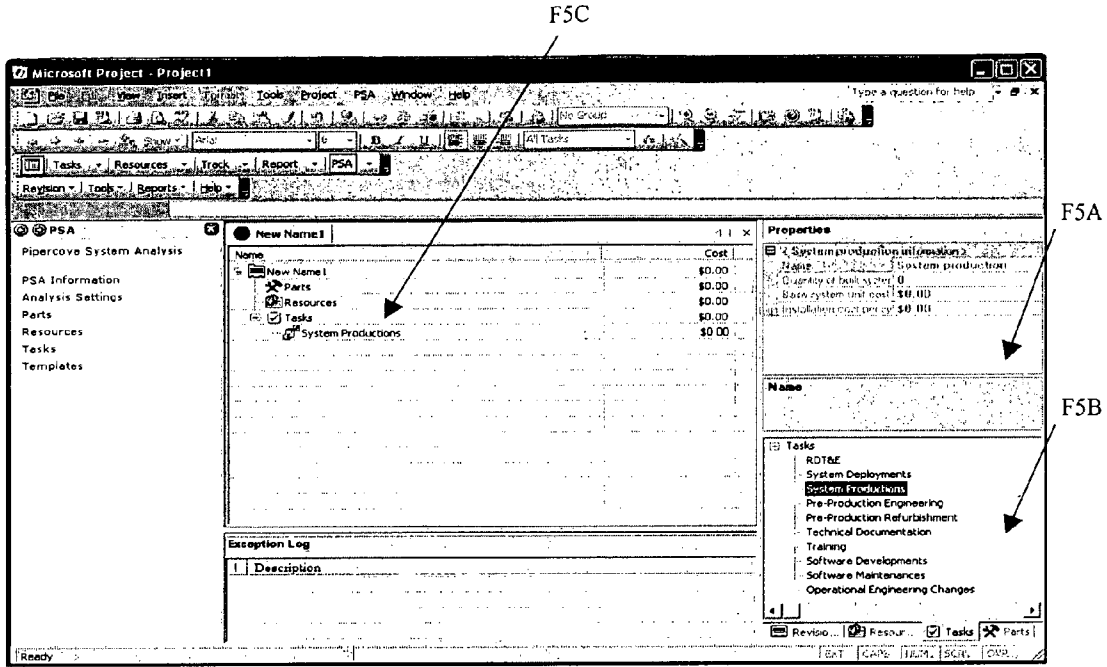 F5C
Microsoft Project - Project1
File Edit View Insert Format Tools Project PSA Window Help
Type a question for help
No Group
Show Arial 8 B I U All Tasks
Tasks Resources Track Report PSA
Revision Tools Reports Help
F5A
PSA
Pipercove System Analysis
PSA Information
Analysis Settings
Parts
Resources
Tasks
Templates
New Name1
Name Cost
New Name1 $0.00
Parts $0.00
Resources $0.00
Tasks $0.00
System Productions $0.00
Exception Log
! Description
Properties
System production information
Name System production
Quantity of built system 0
Base system unit cost $0.00
Installation cost per sy $0.00
Name
F5B
Tasks
RDT&E
System Deployments
System Productions
Pre-Production Engineering
Pre-Production Refurbishment
Technical Documentation
Training
Software Developments
Software Maintenances
Operational Engineering Changes
Revisio... Resour... Tasks Parts
Ready
EXT CAPS NUM SCRL OVR